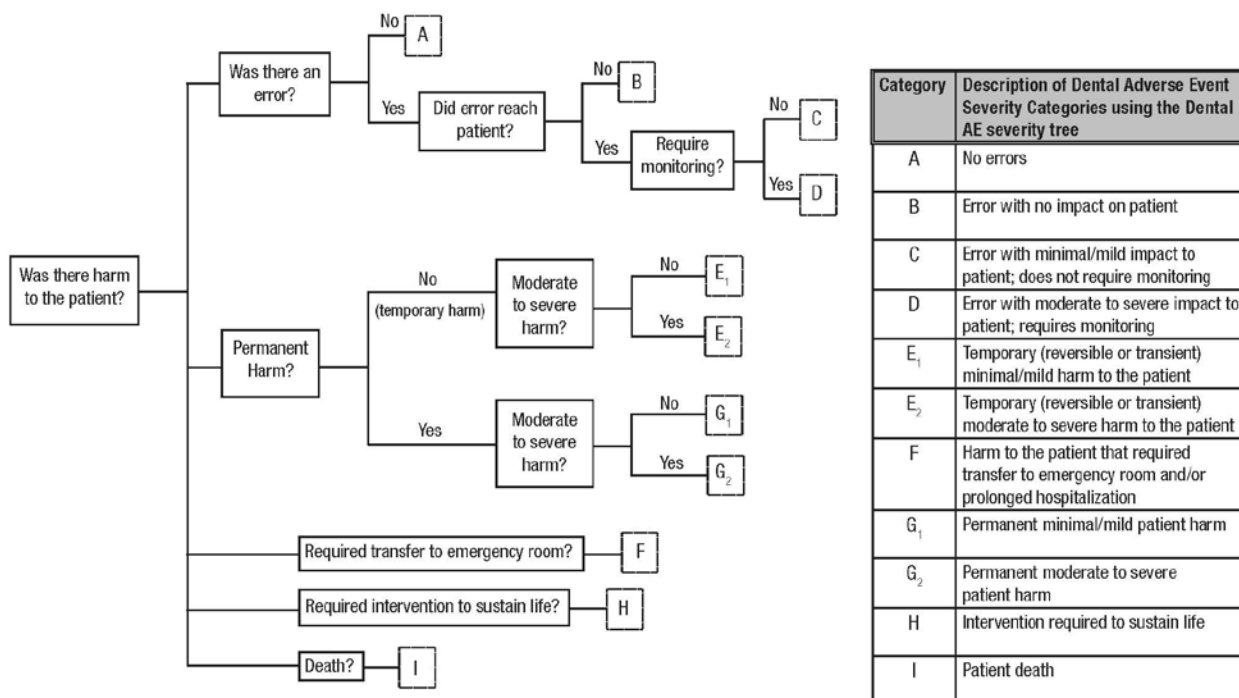 Was there harm
to the patient?
Was there an
error?
No
A
Yes
Did error reach
patient?
No
B
Yes
Require
monitoring?
No
C
Yes
D
Permanent
Harm?
No
(temporary harm)
Moderate
to severe
harm?
No
E₁
Yes
E₂
Yes
Moderate
to severe
harm?
No
G₁
Yes
G₂
Required transfer to emergency room?
F
Required intervention to sustain life?
H
Death?
I
Category
Description of Dental Adverse Event
Severity Categories using the Dental
AE severity tree
A
No errors
B
Error with no impact on patient
C
Error with minimal/mild impact to
patient; does not require monitoring
D
Error with moderate to severe impact to
patient; requires monitoring
E₁
Temporary (reversible or transient)
minimal/mild harm to the patient
E₂
Temporary (reversible or transient)
moderate to severe harm to the patient
F
Harm to the patient that required
transfer to emergency room and/or
prolonged hospitalization
G₁
Permanent minimal/mild patient harm
G₂
Permanent moderate to severe
patient harm
H
Intervention required to sustain life
I
Patient death